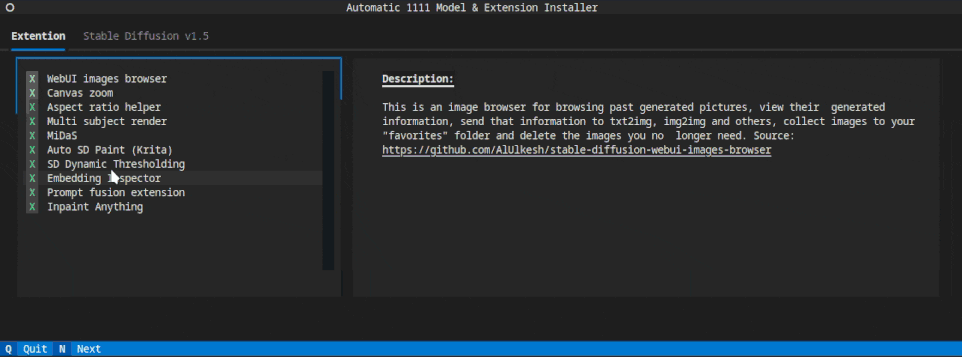 Automatic 1111 Model & Extension Installer
Extention Stable Diffusion v1.5
X WebUI images browser
X Canvas zoom
X Aspect ratio helper
X Multi subject render
X MiDaS
X Auto SD Paint (Krita)
X SD Dynamic Thresholding
X Embedding Inspector
X Prompt fusion extension
X Inpaint Anything
Description:
This is an image browser for browsing past generated pictures, view their generated
information, send that information to txt2img, img2img and others, collect images to your
"favorites" folder and delete the images you no longer need. Source:
https://github.com/AlUlkesh/stable-diffusion-webui-images-browser
Q Quit N Next